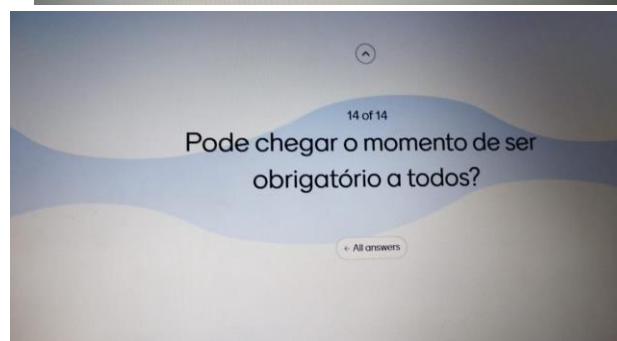 14 of 14
Pode chegar o momento de ser
obrigatório a todos?
← All answers